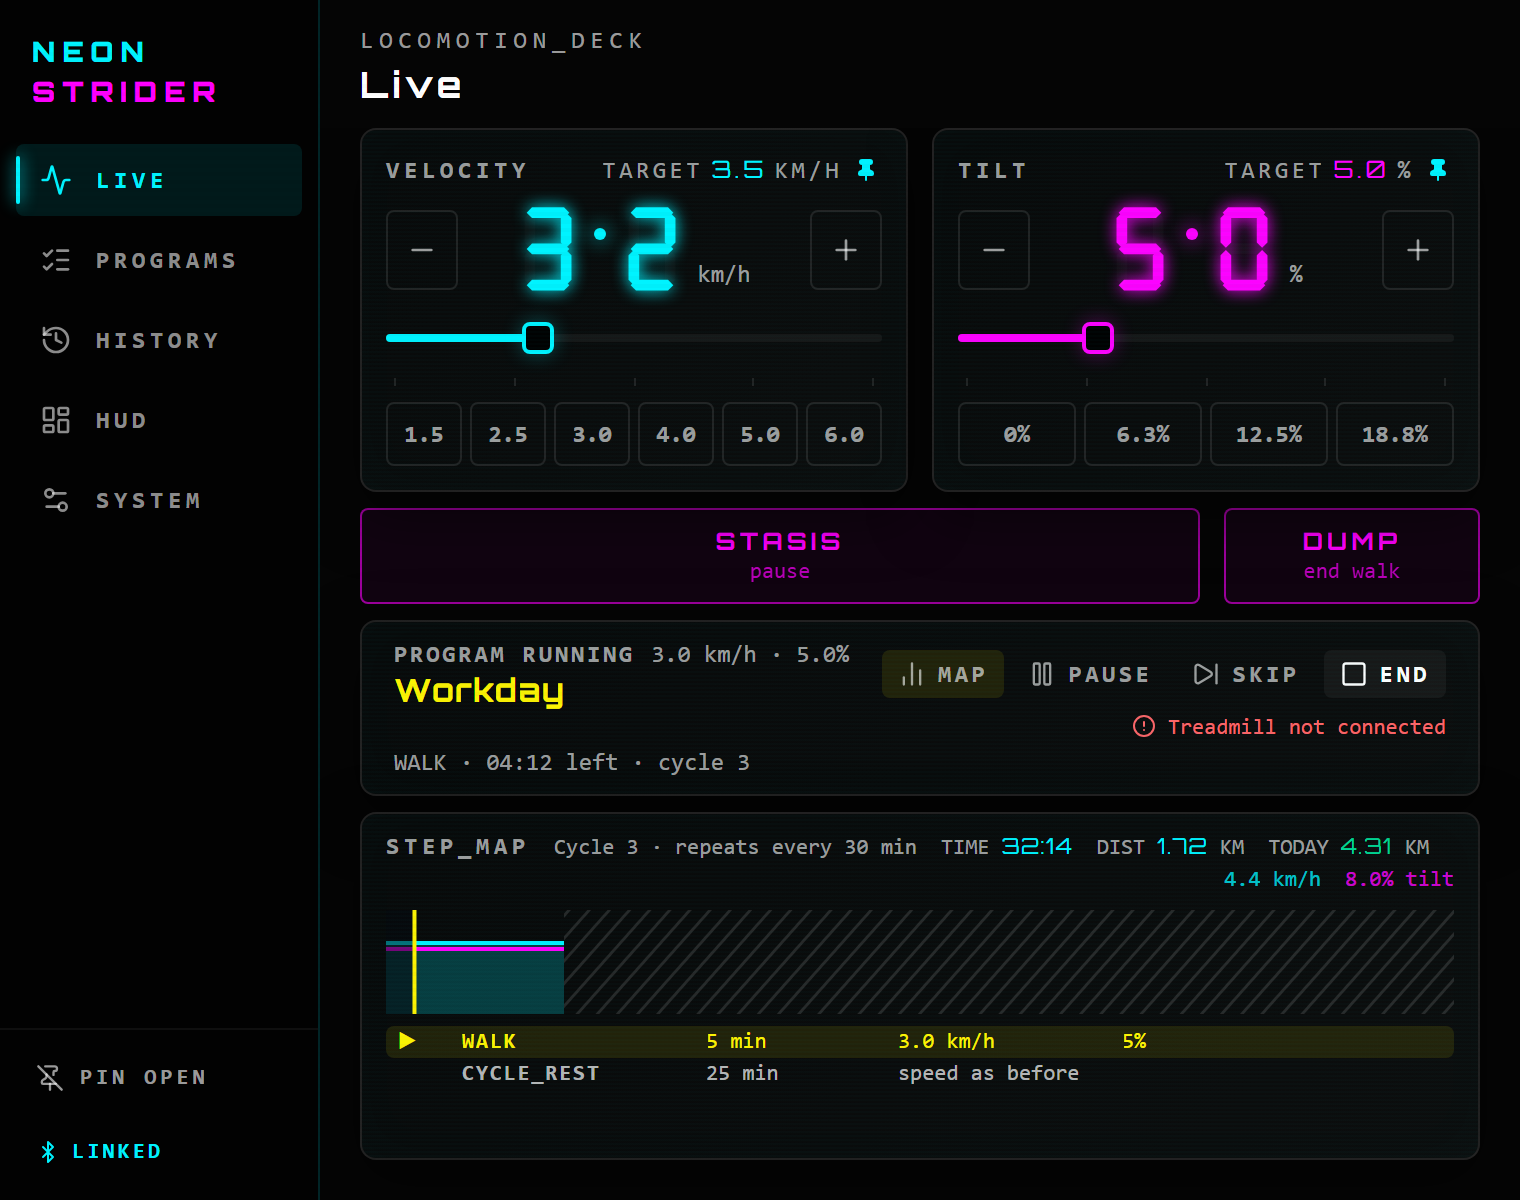 NEON
STRIDER
LIVE
PROGRAMS
HISTORY
HUD
SYSTEM
PIN OPEN
LINKED
LOCOMOTION_DECK
Live
VELOCITY TARGET 3.5 KM/H
3.2 km/h
1.5 2.5 3.0 4.0 5.0 6.0
TILT TARGET 5.0 %
5.0 %
0% 6.3% 12.5% 18.8%
STASIS
pause
DUMP
end walk
PROGRAM RUNNING 3.0 km/h · 5.0%
Workday
MAP PAUSE SKIP END
Treadmill not connected
WALK · 04:12 left · cycle 3
STEP_MAP Cycle 3 · repeats every 30 min TIME 32:14 DIST 1.72 KM TODAY 4.31 KM
4.4 km/h 8.0% tilt
WALK 5 min 3.0 km/h 5%
CYCLE_REST 25 min speed as before